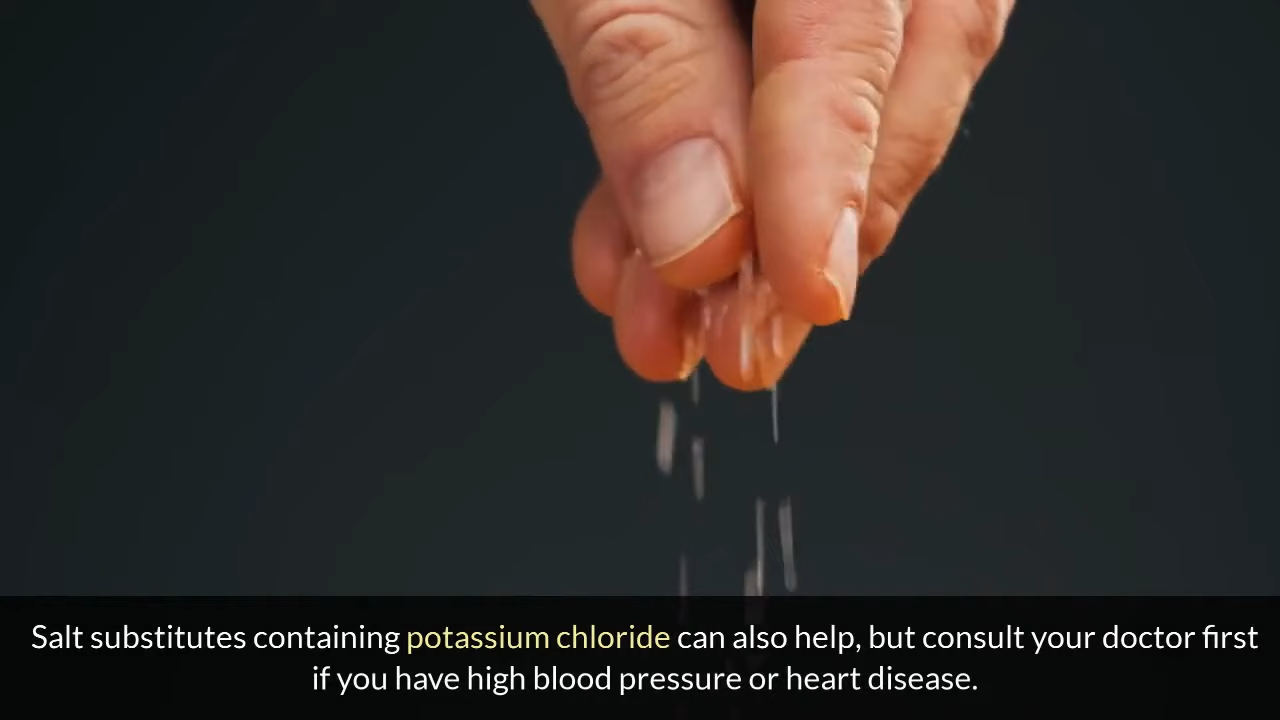 Salt substitutes containing potassium chloride can also help, but consult your doctor first
if you have high blood pressure or heart disease.